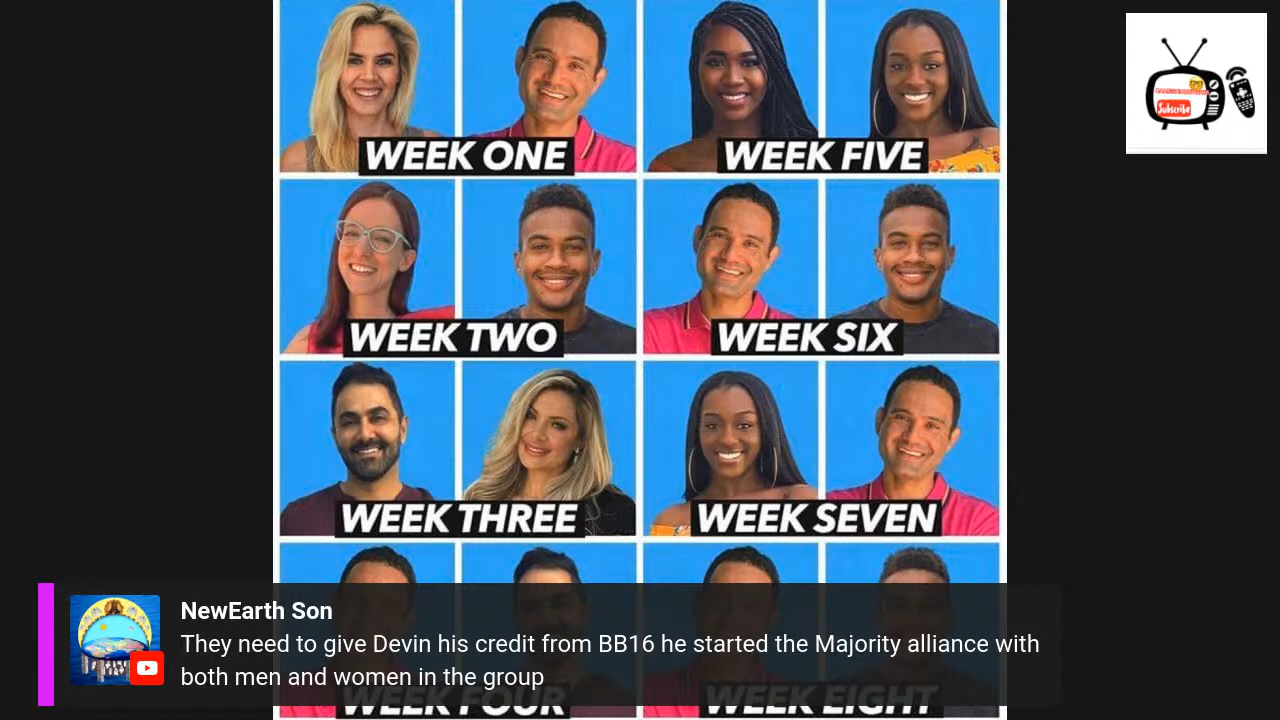 WEEK ONE
WEEK FIVE
Subscribe
WEEK TWO
WEEK SIX
WEEK THREE
WEEK SEVEN
WEEK FOUR
WEEK EIGHT
NewEarth Son
They need to give Devin his credit from BB16 he started the Majority alliance with
both men and women in the group